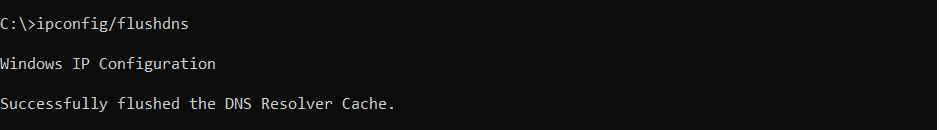 C:\>ipconfig/flushdns
Windows IP Configuration
Successfully flushed the DNS Resolver Cache.